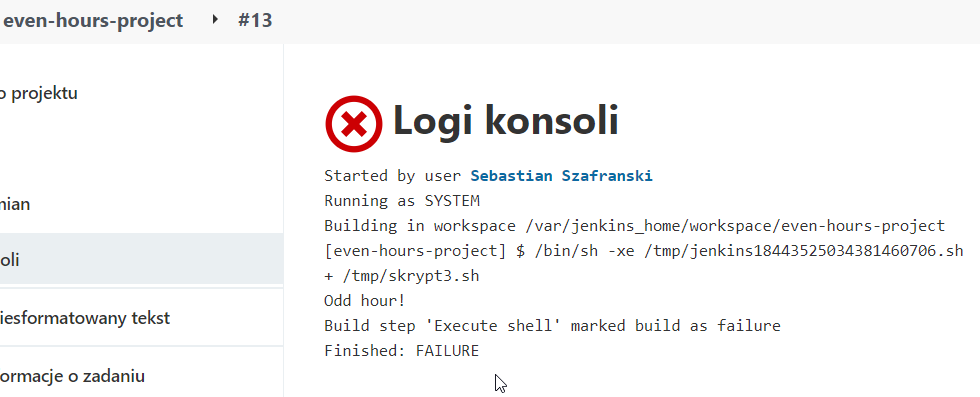 even-hours-project #13
o projektu
nian
oli
iesformatowany tekst
ormacje o zadaniu
Logi konsoli
Started by user Sebastian Szafranski
Running as SYSTEM
Building in workspace /var/jenkins_home/workspace/even-hours-project
[even-hours-project] $ /bin/sh -xe /tmp/jenkins18443525034381460706.sh
+ /tmp/skrypt3.sh
Odd hour!
Build step 'Execute shell' marked build as failure
Finished: FAILURE